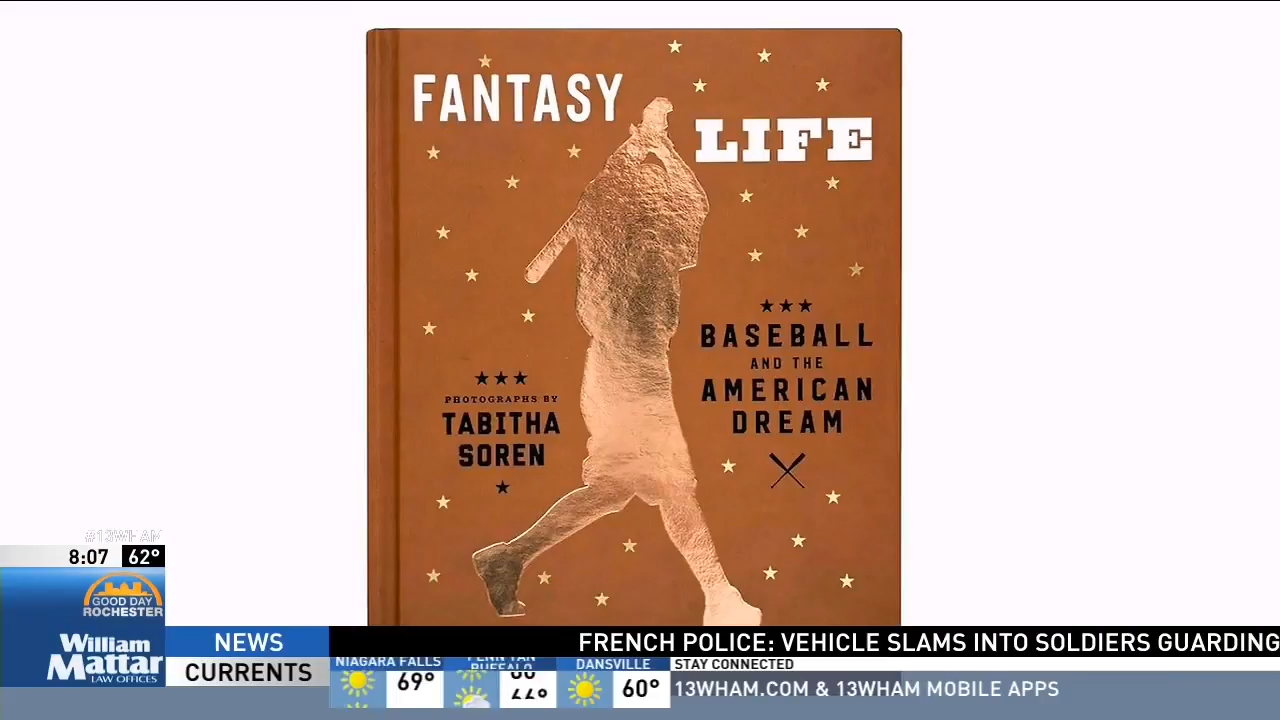 FANTASY
LIFE
★★★
BASEBALL
AND THE
AMERICAN
DREAM
★★★
PHOTOGRAPHS BY
TABITHA
SOREN
#13WHAM
8:07 62°
GOOD DAY
ROCHESTER
William
Mattar
LAW OFFICES
NEWS
CURRENTS
FRENCH POLICE: VEHICLE SLAMS INTO SOLDIERS GUARDING
NIAGARA FALLS
69°
BUFFALO
DANSVILLE
60°
STAY CONNECTED
13WHAM.COM & 13WHAM MOBILE APPS